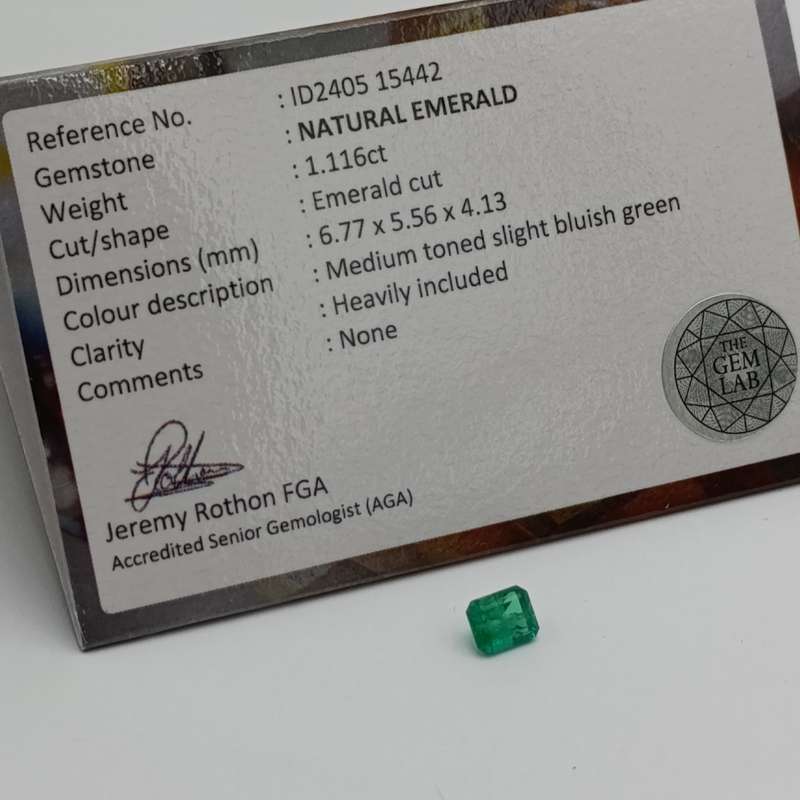 Reference No. : ID2405 15442
Gemstone : NATURAL EMERALD
Weight : 1.116ct
Cut/shape : Emerald cut
Dimensions (mm) : 6.77 x 5.56 x 4.13
Colour description : Medium toned slight bluish green
Clarity : Heavily included
Comments : None
THE
GEM
LAB
Jeremy Rothon FGA
Accredited Senior Gemologist (AGA)